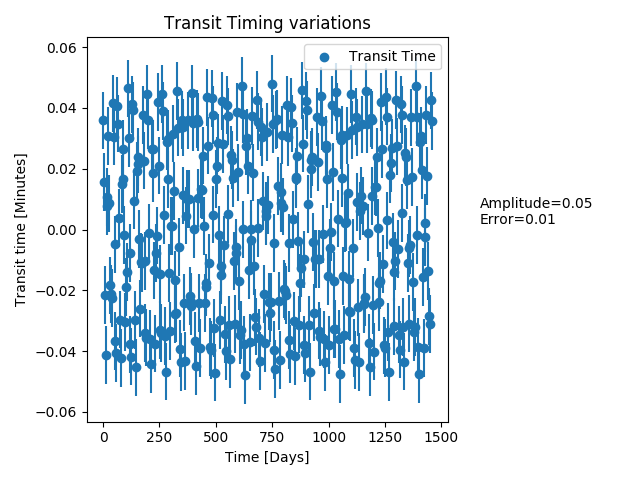 Transit Timing variations
Transit Time
Transit time [Minutes]
0.06
0.04
0.02
0.00
−0.02
−0.04
−0.06
0
250
500
750
1000
1250
1500
Time [Days]
Amplitude=0.05
Error=0.01